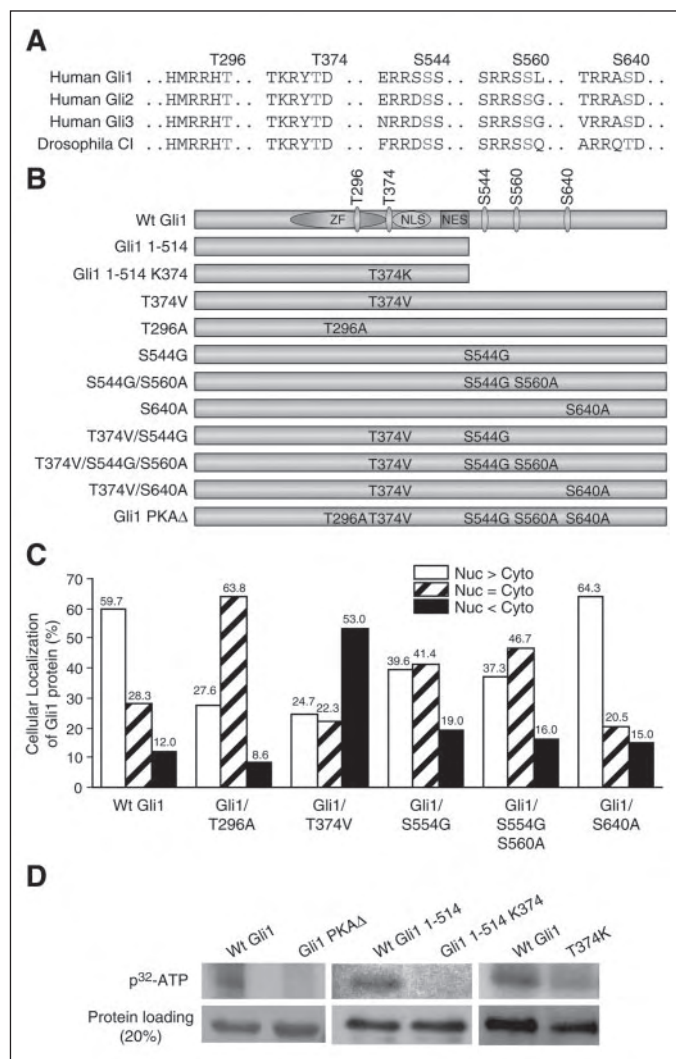 A
T296 T374 S544 S560 S640
Human Gli1 ..HMRRHT.. TKRYTD .. ERRSSS.. SRRSSL.. TRRASD..
Human Gli2 ..HMRRHT.. TKRYTD .. ERRDSS.. SRRSSG.. TRRASD..
Human Gli3 ..HMRRHT.. TKRYTD .. NRRDSS.. SRRSSG.. VRRASD..
Drosophila CI ..HMRRHT.. TKRYTD .. FRRDSS.. SRRSSQ.. ARRQTD..
B
T296 T374 S544 S560 S640
Wt Gli1 ZF NLS NES
Gli1 1-514
Gli1 1-514 K374 T374K
T374V T374V
T296A T296A
S544G S544G
S544G/S560A S544G S560A
S640A S640A
T374V/S544G T374V S544G
T374V/S544G/S560A T374V S544G S560A
T374V/S640A T374V S640A
Gli1 PKAΔ T296A T374V S544G S560A S640A
C
Cellular Localization
of Gli1 protein (%)
70
60
50
40
30
20
10
0
Nuc > Cyto
Nuc = Cyto
Nuc < Cyto
59.7 28.3 12.0 27.6 63.8 8.6 24.7 22.3 53.0 39.6 41.4 19.0 37.3 46.7 16.0 64.3 20.5 15.0
Wt Gli1 Gli1/ Gli1/ Gli1/ Gli1/ Gli1/
T296A T374V S554G S554G S640A
S560A
D
Wt Gli1 Gli1 PKAΔ Wt Gli1 1-514 Gli1 1-514 K374 Wt Gli1 T374K
p32-ATP
Protein loading
(20%)